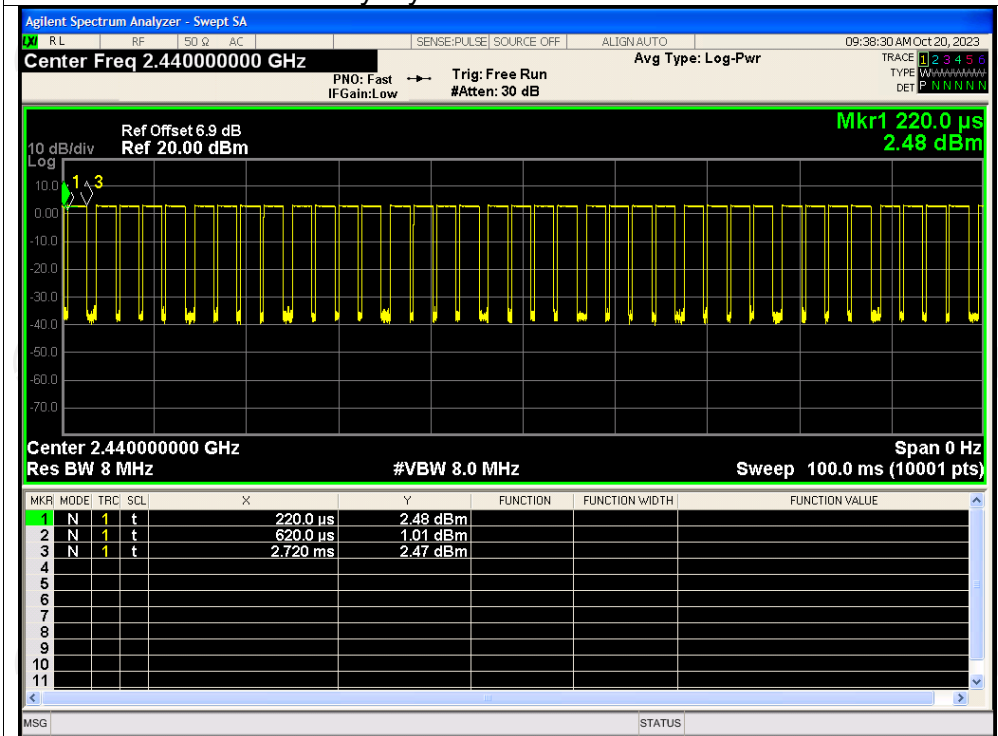 Agilent Spectrum Analyzer - Swept SA
LXI RL RF 50 Ω AC SENSE:PULSE SOURCE OFF ALIGN AUTO 09:38:30 AM Oct 20, 2023
Center Freq 2.440000000 GHz
Avg Type: Log-Pwr
TRACE 1 2 3 4 5 6
PNO: Fast Trig: Free Run
TYPE WWWWWW
IFGain:Low #Atten: 30 dB
DET P N N N N N
Mkr1 220.0 µs
2.48 dBm
Ref Offset 6.9 dB
10 dB/div Ref 20.00 dBm
Log
1 3
10.0
0.00
-10.0
-20.0
-30.0
-40.0
-50.0
-60.0
-70.0
Center 2.440000000 GHz Span 0 Hz
Res BW 8 MHz #VBW 8.0 MHz Sweep 100.0 ms (10001 pts)
MKR MODE TRC SCL X Y FUNCTION FUNCTION WIDTH FUNCTION VALUE
1 N 1 t 220.0 µs 2.48 dBm
2 N 1 t 620.0 µs 1.01 dBm
3 N 1 t 2.720 ms 2.47 dBm
4
5
6
7
8
9
10
11
MSG STATUS